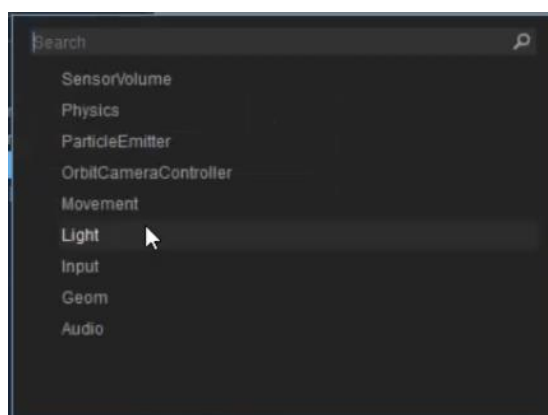 Search
SensorVolume
Physics
ParticleEmitter
OrbitCameraController
Movement
Light
Input
Geom
Audio